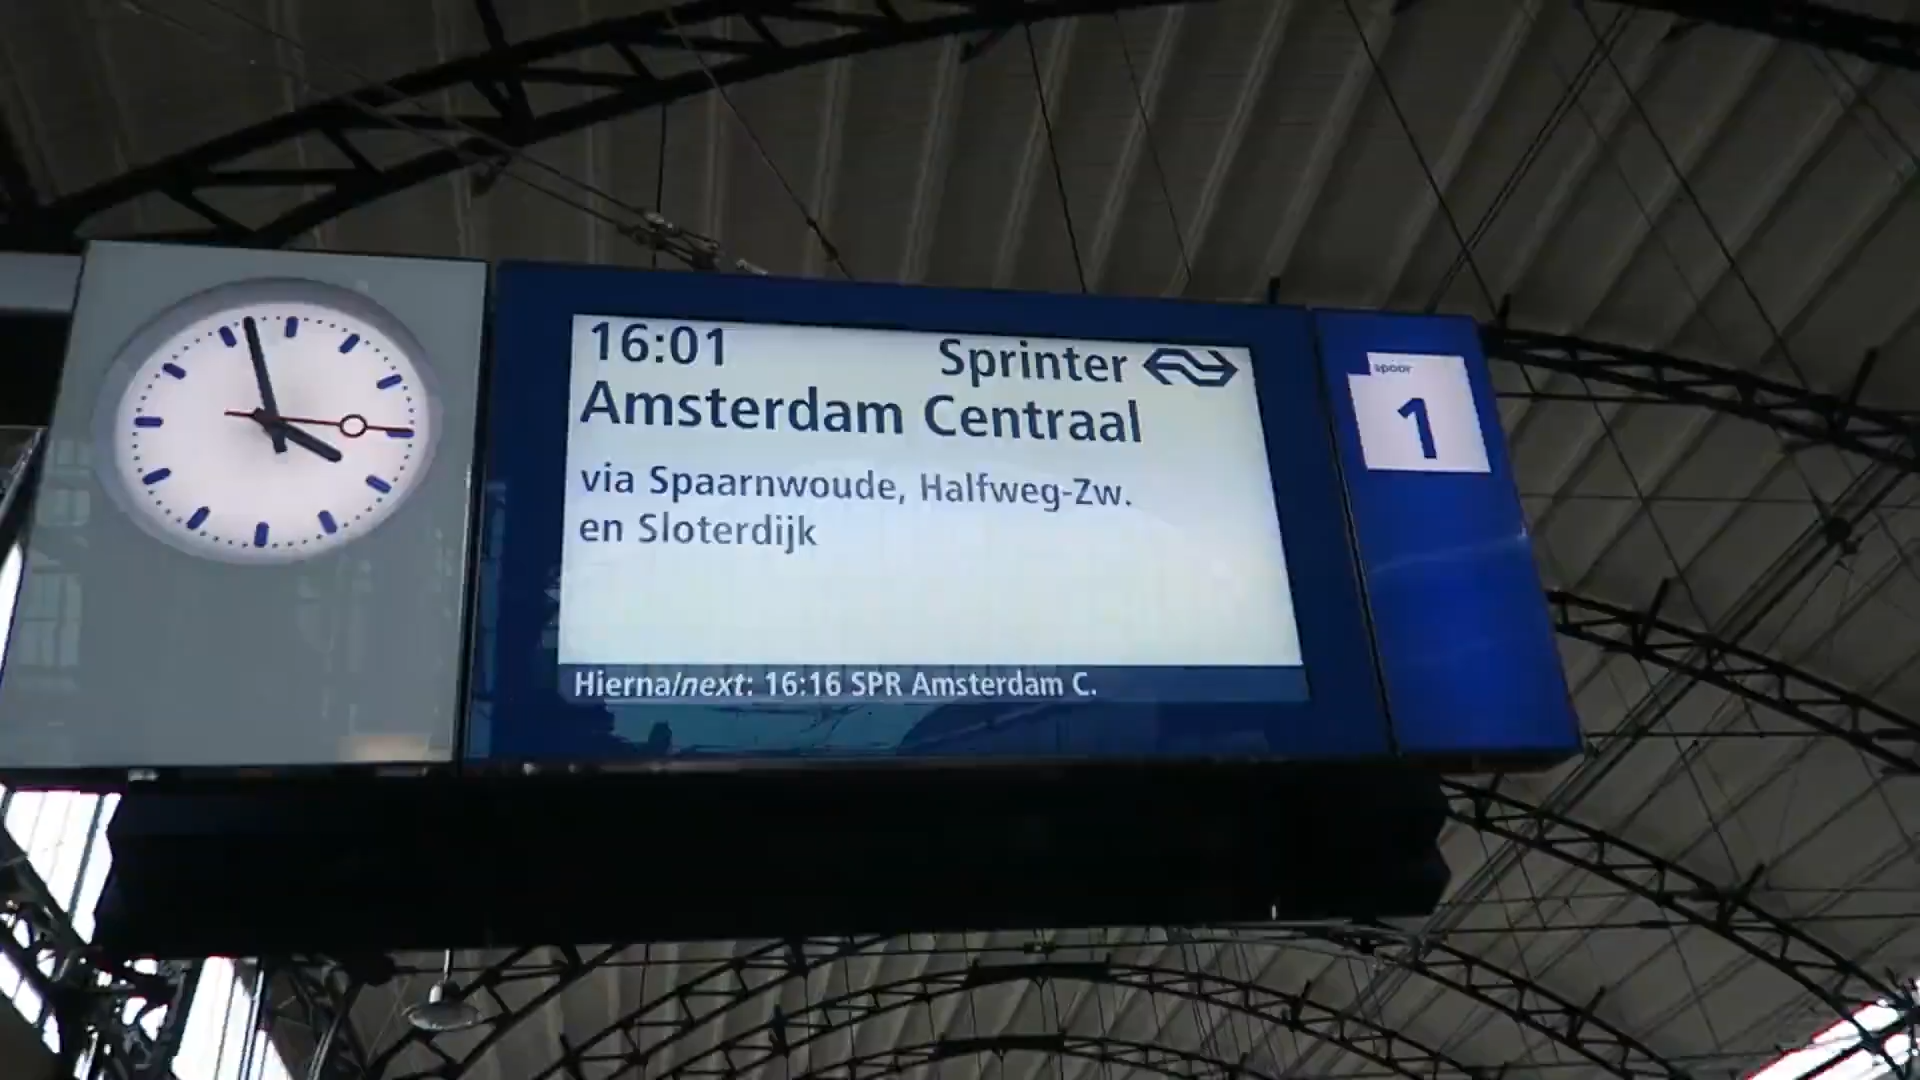 16:01
Sprinter
Amsterdam Centraal
via Spaarnwoude, Halfweg-Zw.
en Sloterdijk
Hierna/next: 16:16 SPR Amsterdam C.
spoor
1